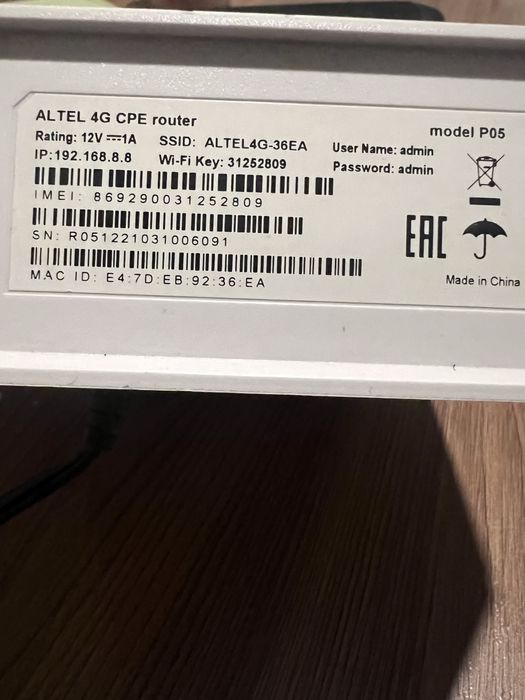 ALTEL 4G CPE router
model P05
Rating: 12V⎓1A SSID: ALTEL4G-36EA User Name: admin
IP:192.168.8.8 Wi-Fi Key: 31252809 Password: admin
IMEI: 869290031252809
SN: R051221031006091
EAC
MAC ID: E4:7D:EB:92:36:EA
Made in China